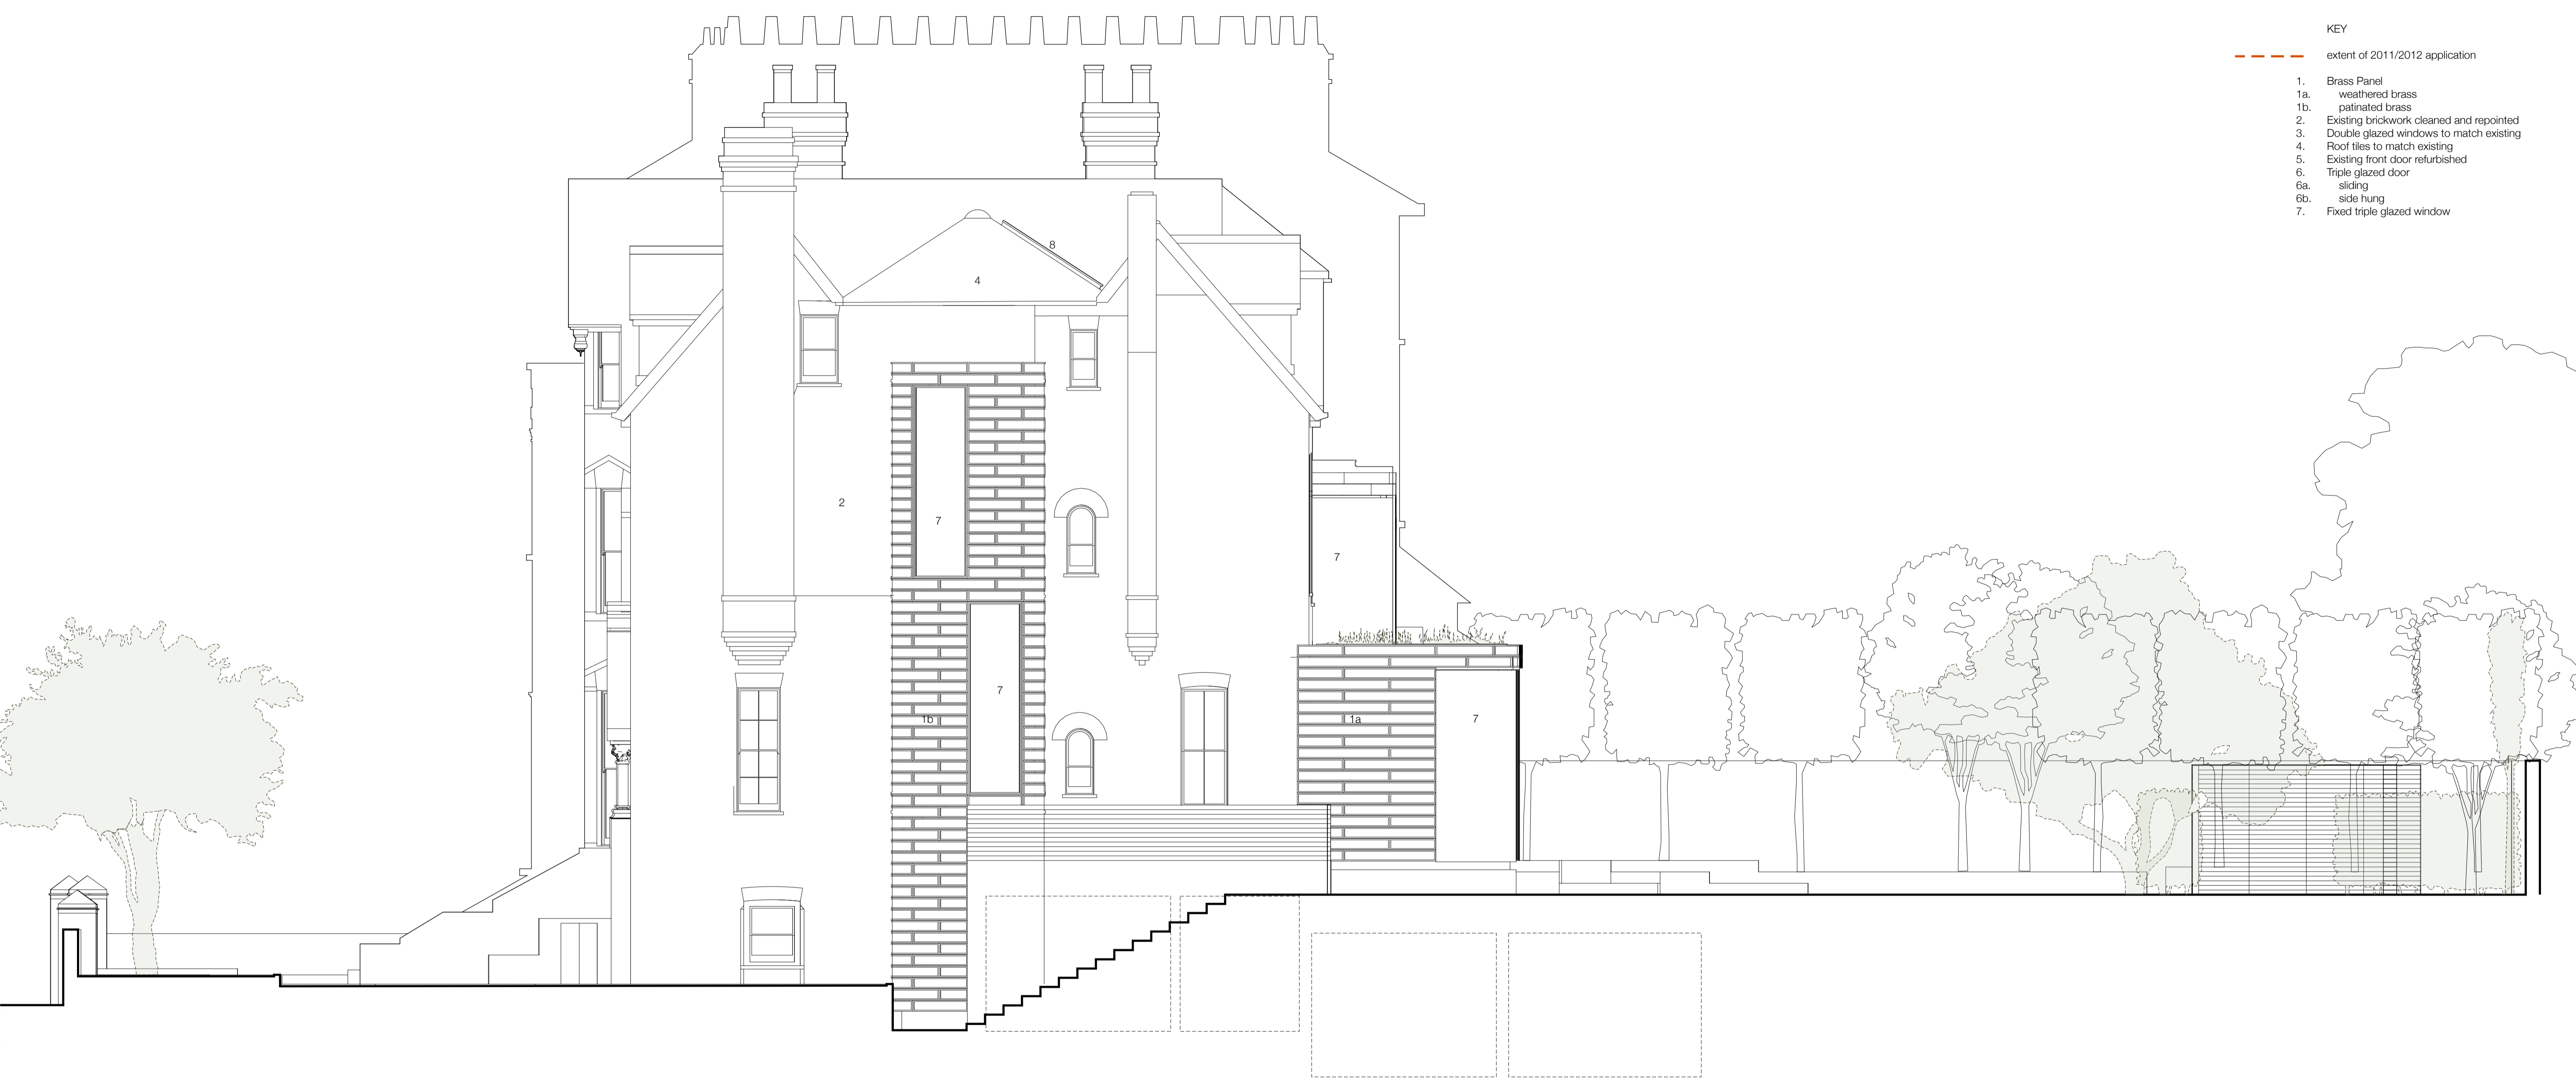 KEY
extent of 2011/2012 application
1. Brass Panel
1a. weathered brass
1b. patinated brass
2. Existing brickwork cleaned and repointed
3. Double glazed windows to match existing
4. Roof tiles to match existing
5. Existing front door refurbished
6. Triple glazed door
6a. sliding
6b. side hung
7. Fixed triple glazed window
8
4
2
7
7
7
1b
1a
7